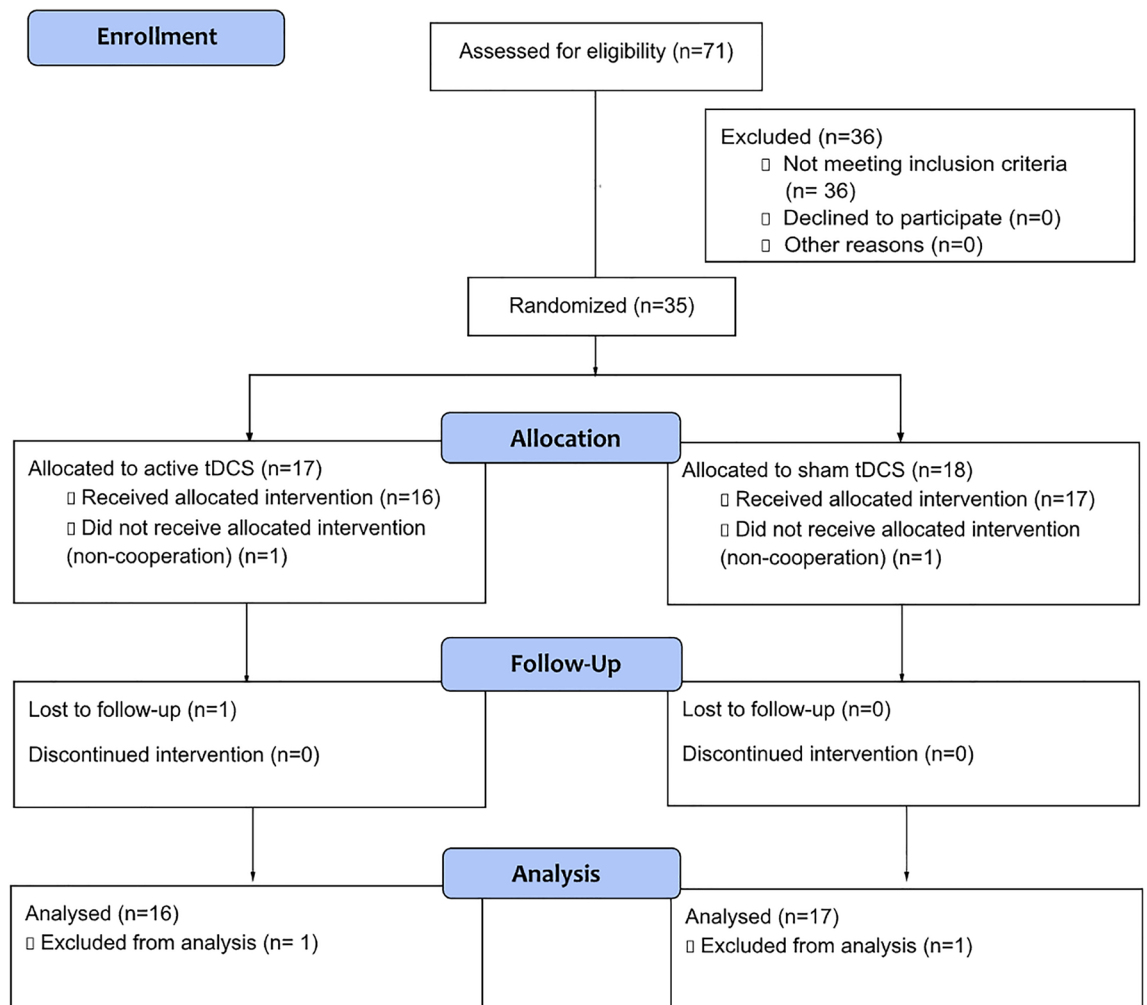 Enrollment
Assessed for eligibility (n=71)
Excluded (n=36)
▯ Not meeting inclusion criteria
(n= 36)
▯ Declined to participate (n=0)
▯ Other reasons (n=0)
Randomized (n=35)
Allocation
Allocated to active tDCS (n=17)
▯ Received allocated intervention (n=16)
▯ Did not receive allocated intervention
(non-cooperation) (n=1)
Allocated to sham tDCS (n=18)
▯ Received allocated intervention (n=17)
▯ Did not receive allocated intervention
(non-cooperation) (n=1)
Follow-Up
Lost to follow-up (n=1)
Discontinued intervention (n=0)
Lost to follow-up (n=0)
Discontinued intervention (n=0)
Analysis
Analysed (n=16)
▯ Excluded from analysis (n= 1)
Analysed (n=17)
▯ Excluded from analysis (n=1)